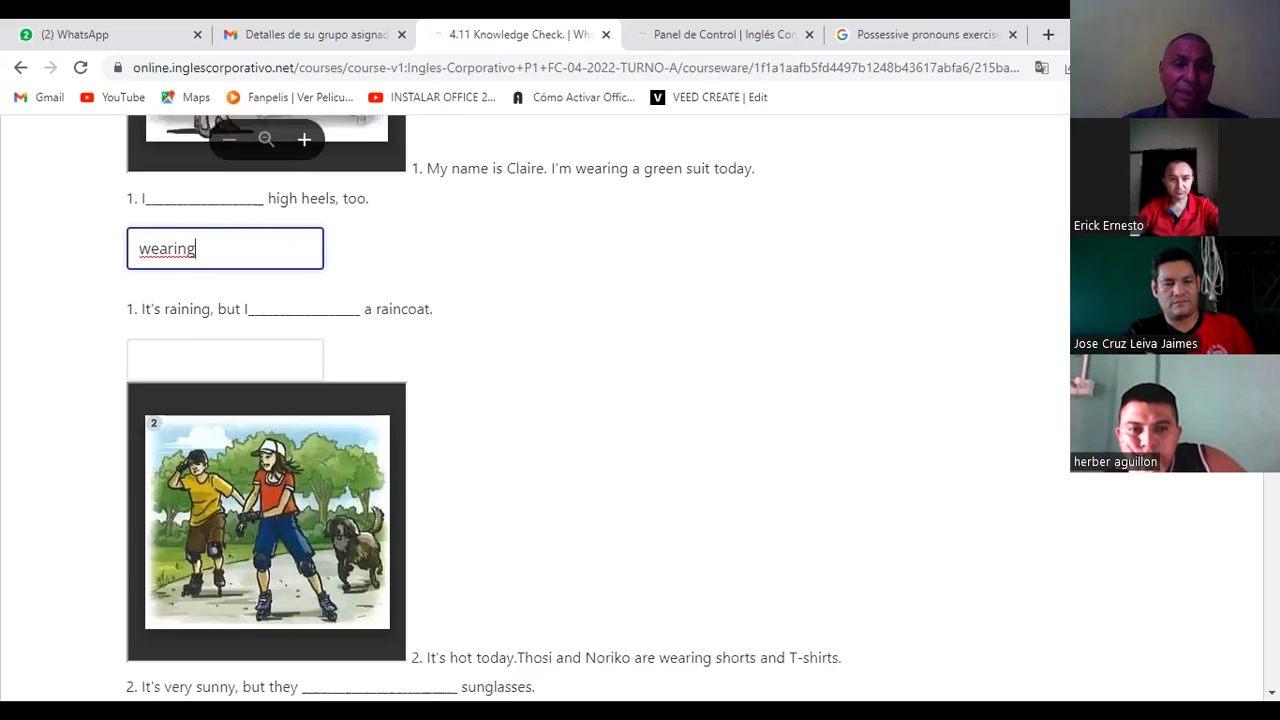 2 (2) WhatsApp
Detalles de su grupo asignad
4.11 Knowledge Check. | Wh
Panel de Control | Inglés Cor
Possessive pronouns exercis
online.inglescorporativo.net/courses/course-v1:Ingles-Corporativo+P1+FC-04-2022-TURNO-A/courseware/1f1a1aafb5fd4497b1248b43617abfa6/215ba...
Gmail YouTube Maps Fanpelis | Ver Pelicu... INSTALAR OFFICE 2... Cómo Activar Offic... V VEED CREATE | Edit
1. My name is Claire. I'm wearing a green suit today.
1. I___________________ high heels, too.
wearing
1. It's raining, but I__________________ a raincoat.
2
2. It's hot today.Thosi and Noriko are wearing shorts and T-shirts.
2. It's very sunny, but they _________________________ sunglasses.
Erick Ernesto
Jose Cruz Leiva Jaimes
herber aguillon